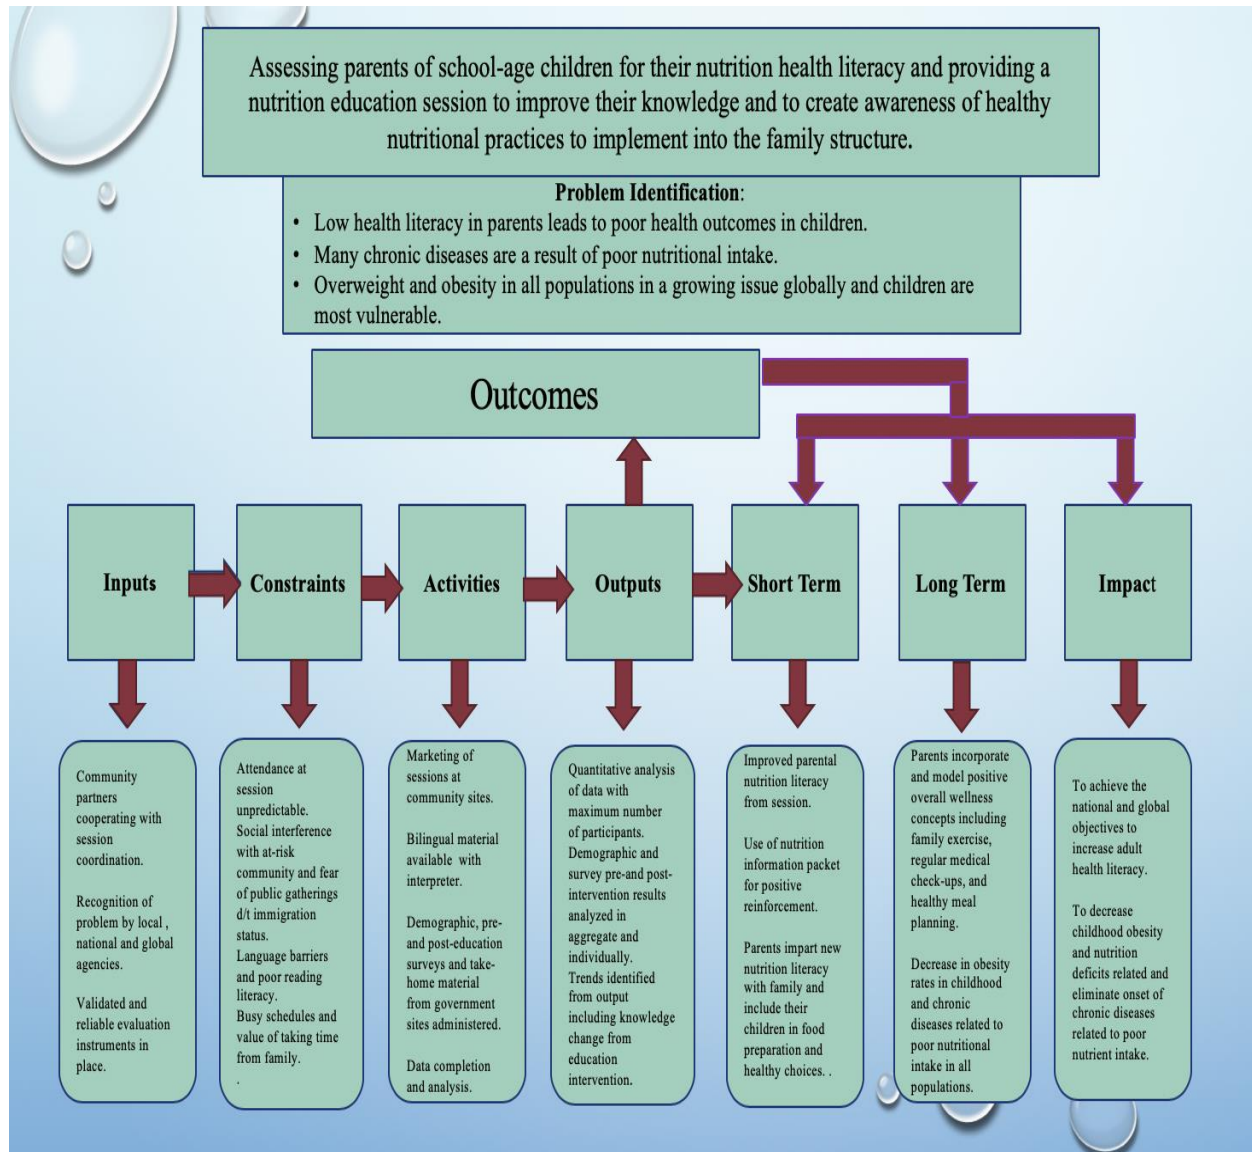 Assessing parents of school-age children for their nutrition health literacy and providing a
nutrition education session to improve their knowledge and to create awareness of healthy
nutritional practices to implement into the family structure.
Problem Identification:
• Low health literacy in parents leads to poor health outcomes in children.
• Many chronic diseases are a result of poor nutritional intake.
• Overweight and obesity in all populations in a growing issue globally and children are
most vulnerable.
Outcomes
Inputs
Constraints
Activities
Outputs
Short Term
Long Term
Impact
Community
partners
cooperating with
session
coordination.
Recognition of
problem by local ,
national and global
agencies.
Validated and
reliable evaluation
instruments in
place.
Attendance at
session
unpredictable.
Social interference
with at-risk
community and fear
of public gatherings
d/t immigration
status.
Language barriers
and poor reading
literacy.
Busy schedules and
value of taking time
from family.
.
Marketing of
sessions at
community sites.
Bilingual material
available with
interpreter.
Demographic, pre-
and post-education
surveys and take-
home material
from government
sites administered.
Data completion
and analysis.
Quantitative analysis
of data with
maximum number
of participants.
Demographic and
survey pre-and post-
intervention results
analyzed in
aggregate and
individually.
Trends identified
from output
including knowledge
change from
education
intervention.
Improved parental
nutrition literacy
from session.
Use of nutrition
information packet
for positive
reinforcement.
Parents impart new
nutrition literacy
with family and
include their
children in food
preparation and
healthy choices. .
Parents incorporate
and model positive
overall wellness
concepts including
family exercise,
regular medical
check-ups, and
healthy meal
planning.
Decrease in obesity
rates in childhood
and chronic
diseases related to
poor nutritional
intake in all
populations.
To achieve the
national and global
objectives to
increase adult
health literacy.
To decrease
childhood obesity
and nutrition
deficits related and
eliminate onset of
chronic diseases
related to poor
nutrient intake.